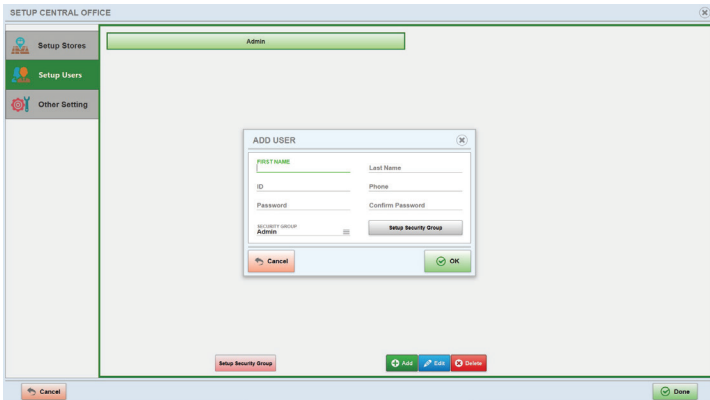 SETUP CENTRAL OFFICE
Setup Stores
Admin
Setup Users
Other Setting
ADD USER
FIRST NAME
Last Name
ID
Phone
Password
Confirm Password
SECURITY GROUP
Admin
Setup Security Group
Cancel
OK
Setup Security Group
Add
Edit
Delete
Cancel
Done